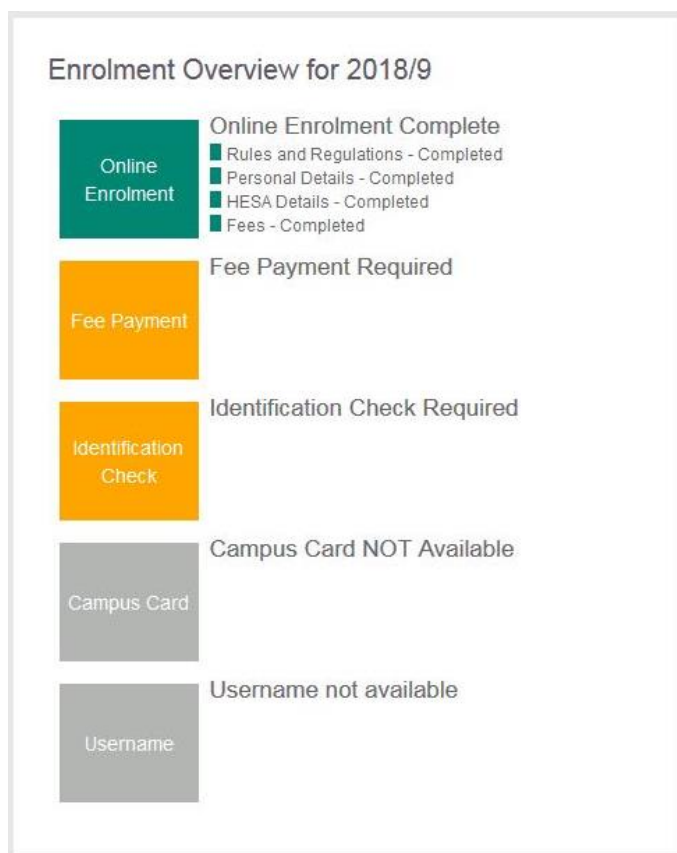 Enrolment Overview for 2018/9
Online
Enrolment
Online Enrolment Complete
Rules and Regulations - Completed
Personal Details - Completed
HESA Details - Completed
Fees - Completed
Fee Payment
Fee Payment Required
Identification
Check
Identification Check Required
Campus Card
Campus Card NOT Available
Username
Username not available